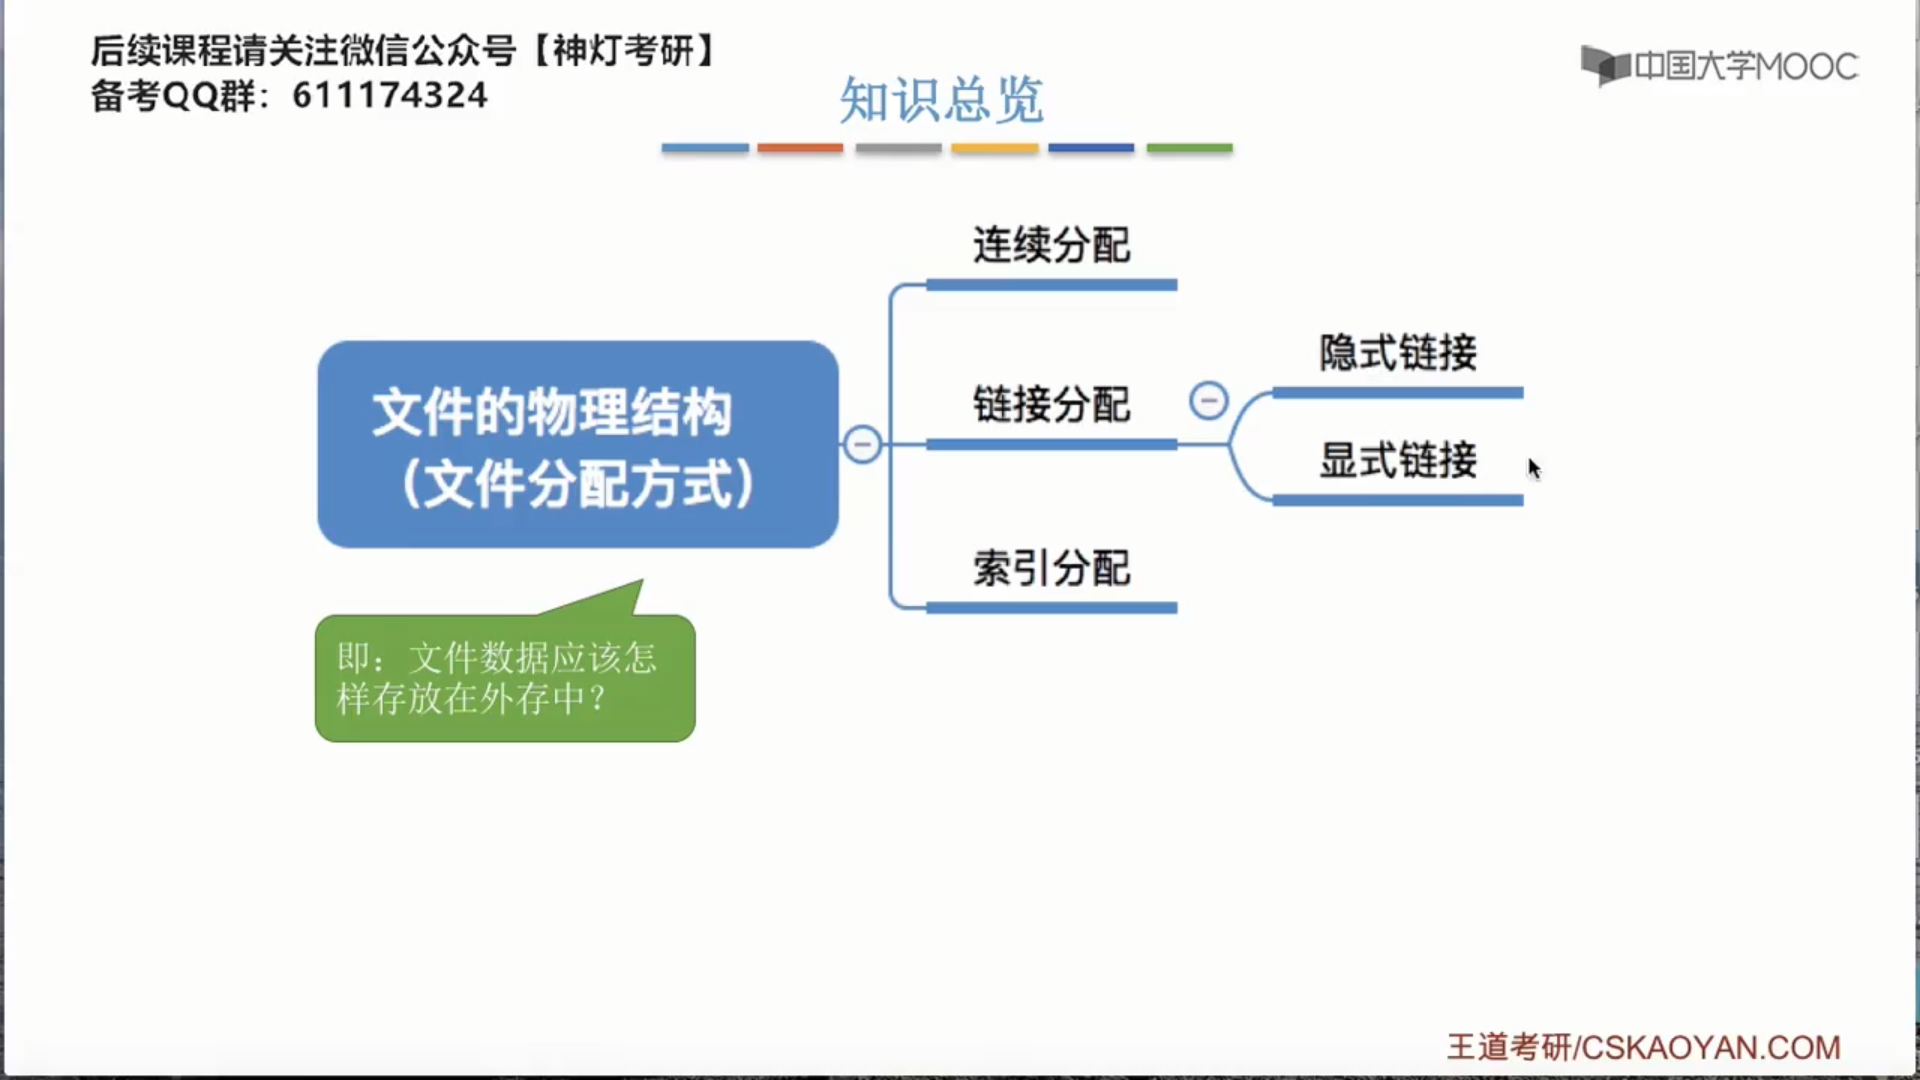 后续课程请关注微信公众号【神灯考研】
备考QQ群：611174324
中国大学MOOC
知识总览
连续分配
隐式链接
文件的物理结构
（文件分配方式）
链接分配
显式链接
索引分配
即：文件数据应该怎
样存放在外存中？
王道考研/CSKAOYAN.COM